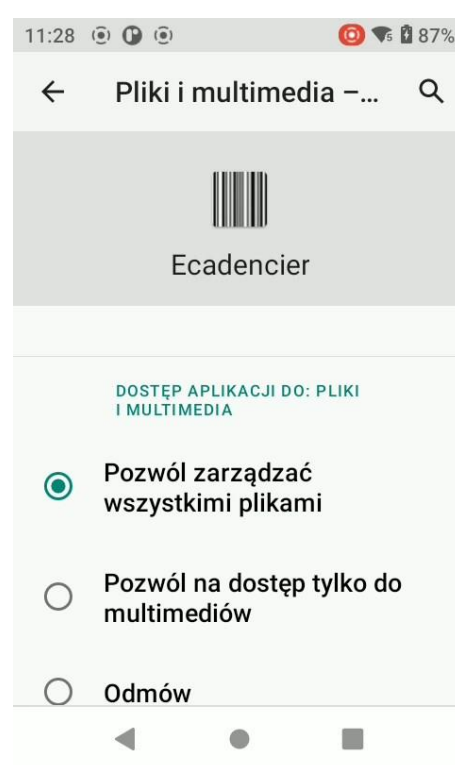 11:28
87%
Pliki i multimedia –...
Ecadencier
DOSTĘP APLIKACJI DO: PLIKI
I MULTIMEDIA
Pozwól zarządzać
wszystkimi plikami
Pozwól na dostęp tylko do
multimediów
Odmów